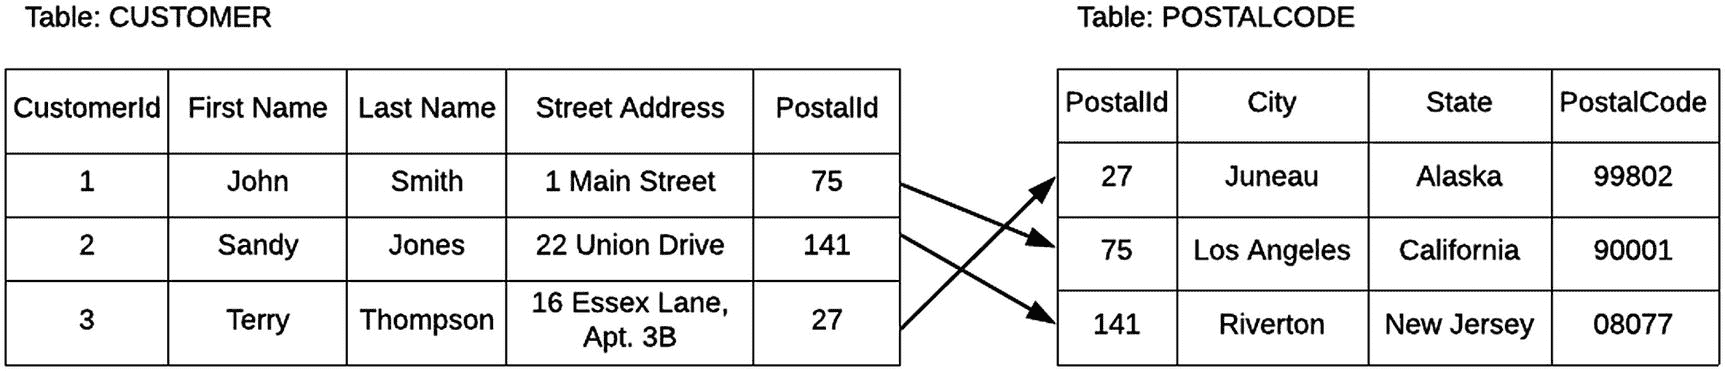 Table: CUSTOMER
CustomerId First Name Last Name Street Address PostalId
1 John Smith 1 Main Street 75
2 Sandy Jones 22 Union Drive 141
3 Terry Thompson 16 Essex Lane, 27
Apt. 3B
Table: POSTALCODE
PostalId City State PostalCode
27 Juneau Alaska 99802
75 Los Angeles California 90001
141 Riverton New Jersey 08077